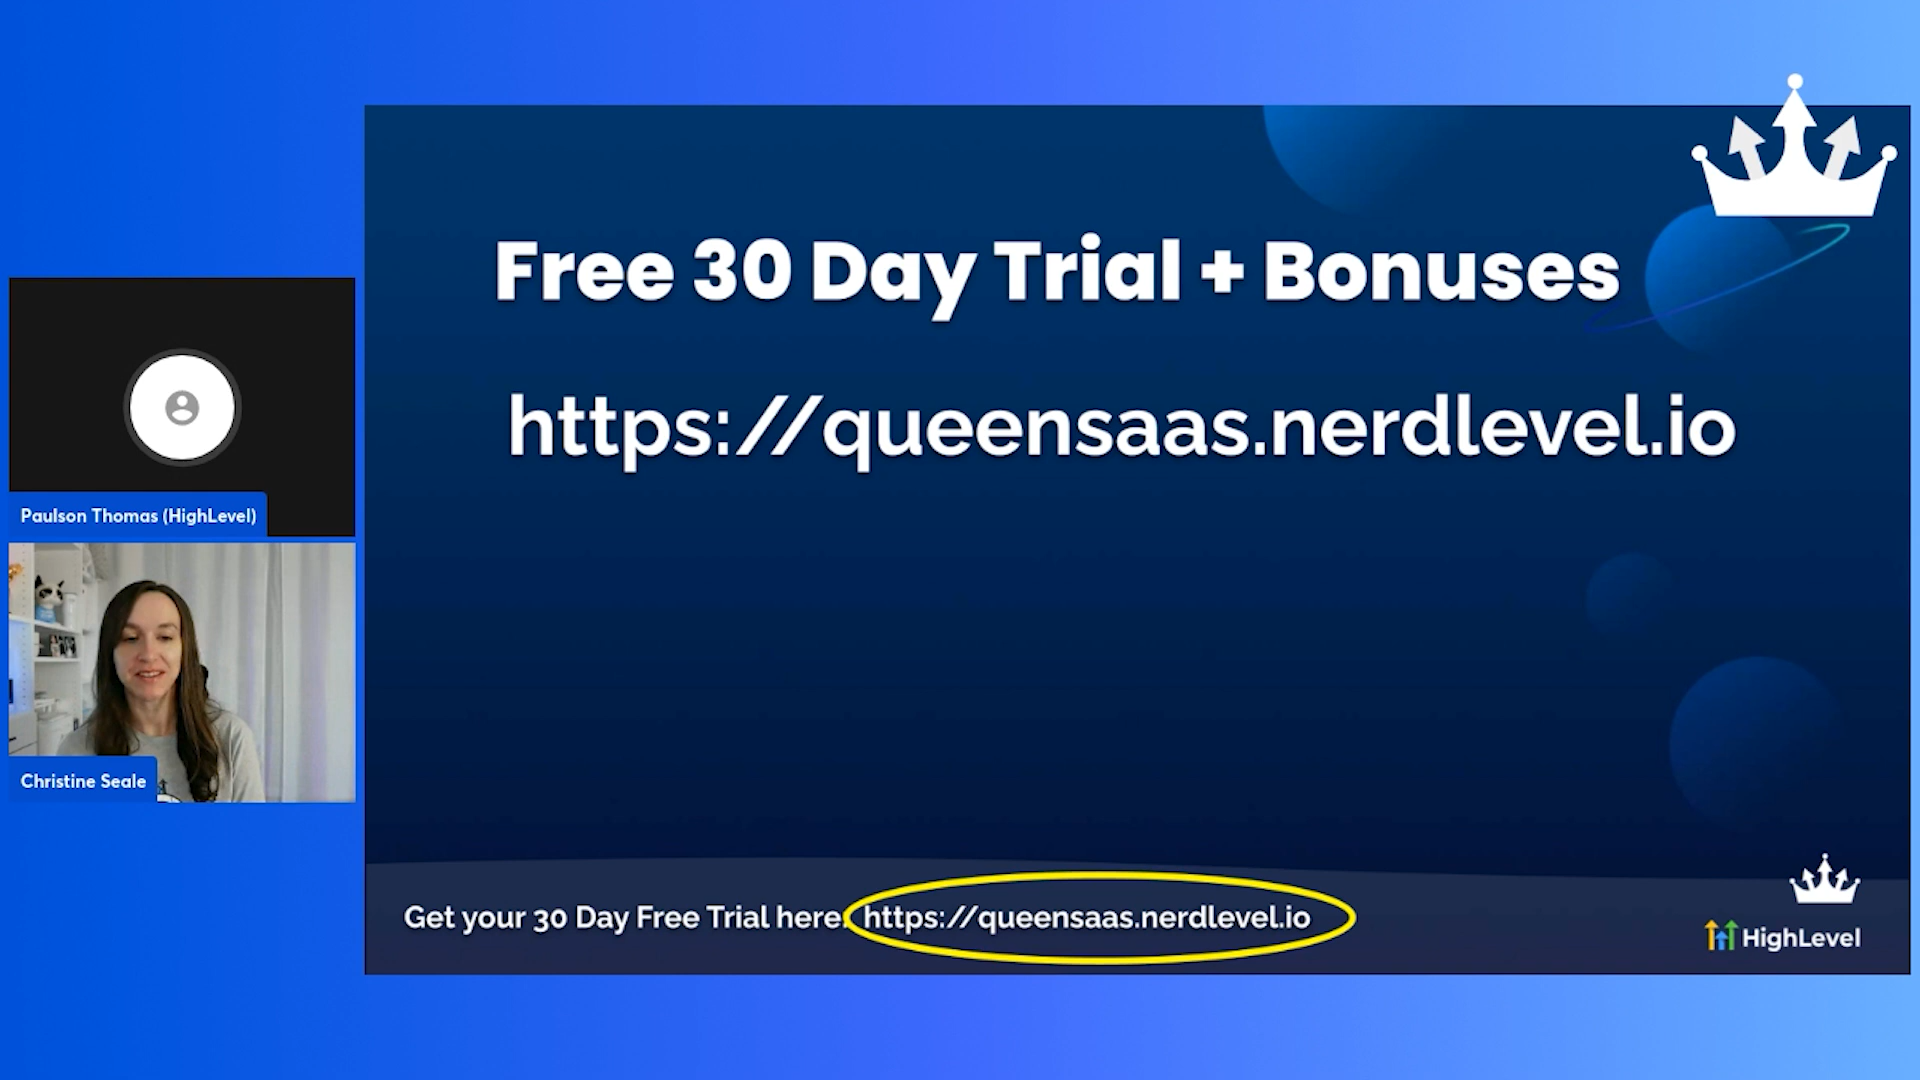 Free 30 Day Trial + Bonuses
https://queensaas.nerdlevel.io
Paulson Thomas (HighLevel)
Christine Seale
Get your 30 Day Free Trial here: https://queensaas.nerdlevel.io
HighLevel